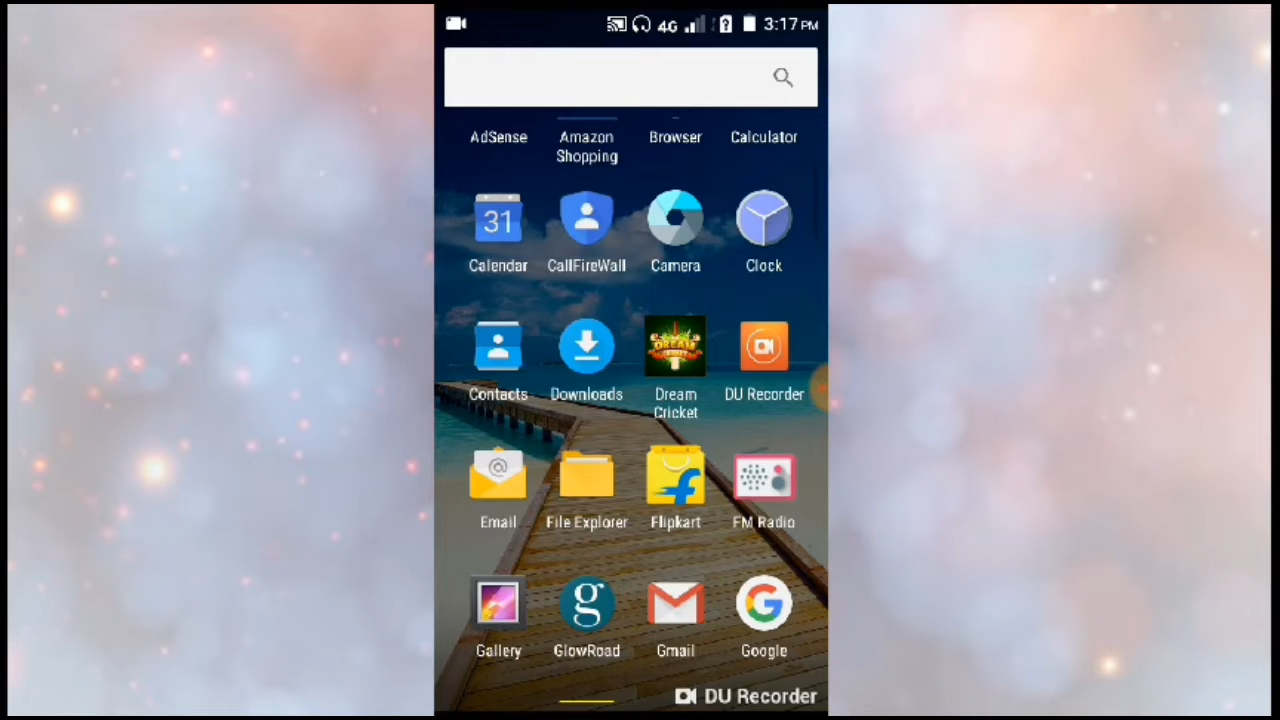 4G 3:17 PM
AdSense Amazon Shopping Browser Calculator
31
Calendar CallFireWall Camera Clock
DREAM
Contacts Downloads Dream Cricket DU Recorder
Email File Explorer Flipkart FM Radio
g G
Gallery GlowRoad Gmail Google
DU Recorder